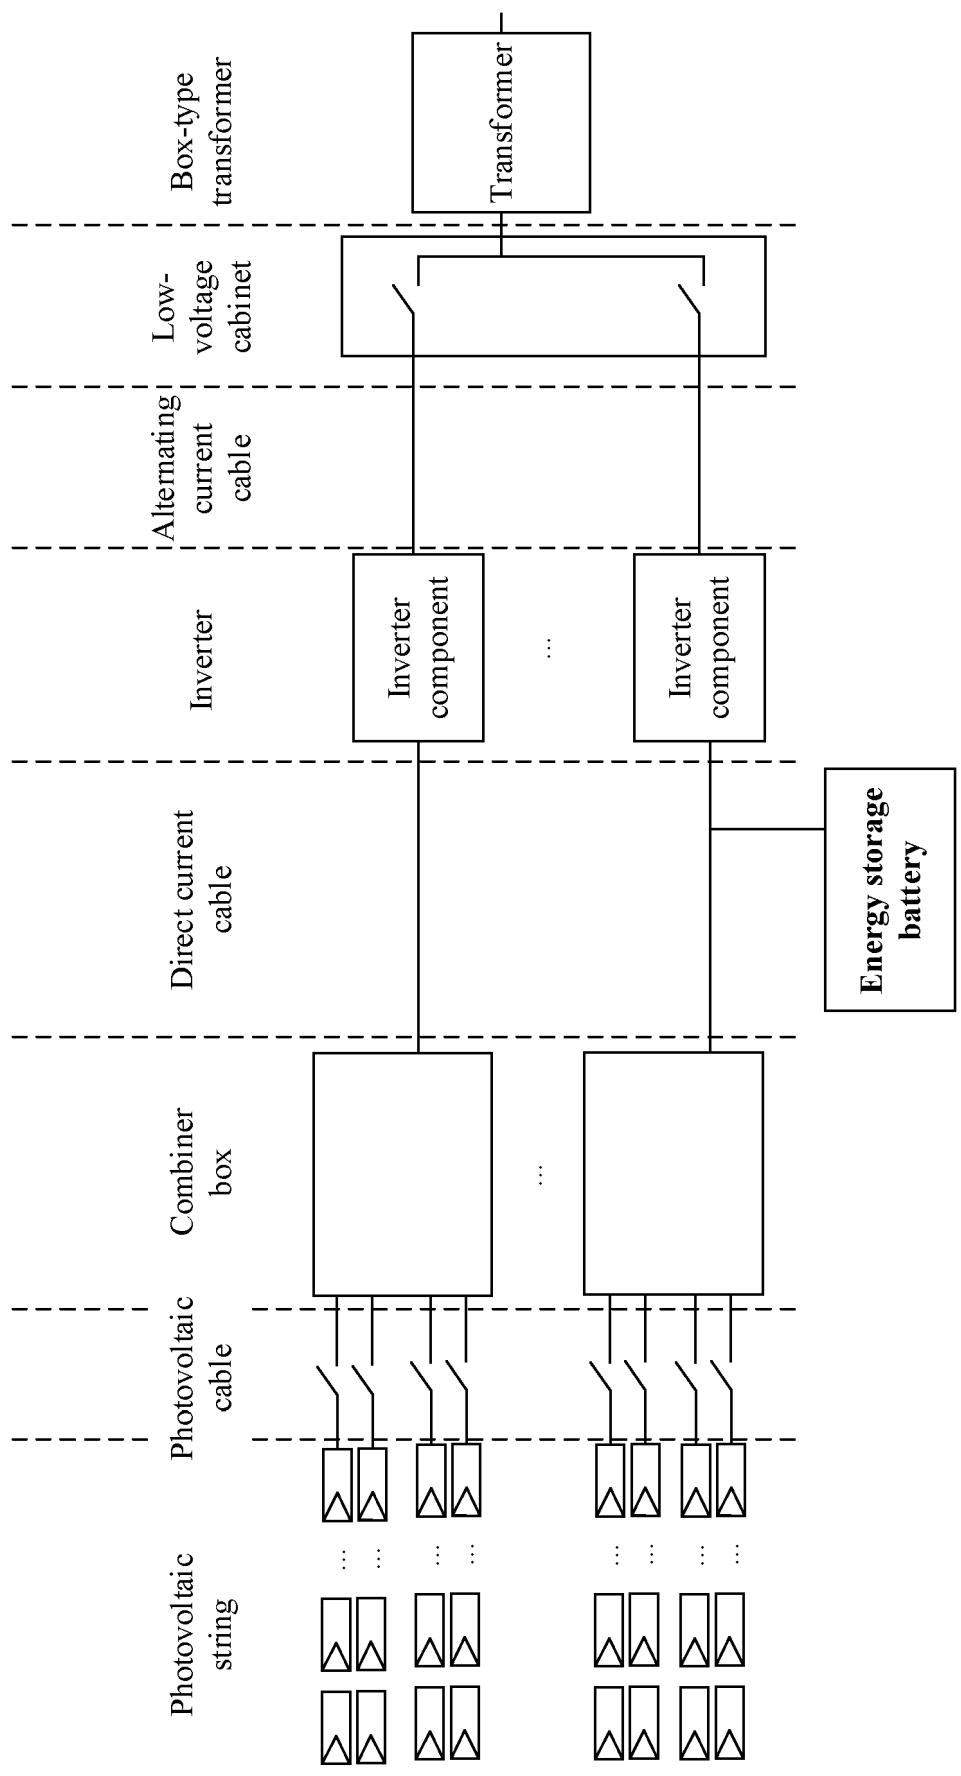 Photovoltaic
string
Photovoltaic
cable
Combiner
box
Direct current
cable
Inverter
Alternating
current
cable
Low-
voltage
cabinet
Box-type
transformer
...
...
...
...
...
Inverter
component
Transformer
...
...
...
...
...
Inverter
component
Energy storage
battery